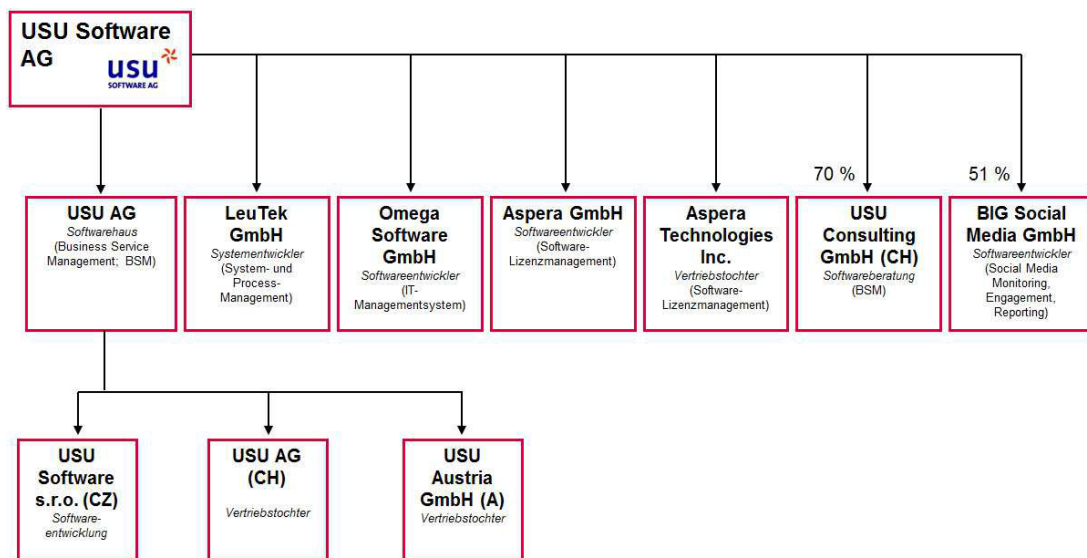 USU Software
AG
usu
SOFTWARE AG
70 %
51 %
USU AG
Softwarehaus
(Business Service
Management; BSM)
LeuTek
GmbH
Systementwickler
(System- und
Process-
Management)
Omega
Software
GmbH
Softwareentwickler
(IT-
Managementsystem)
Aspera GmbH
Softwareentwickler
(Software-
Lizenzmanagement)
Aspera
Technologies
Inc.
Vertriebstochter
(Software-
Lizenzmanagement)
USU
Consulting
GmbH (CH)
Softwareberatung
(BSM)
BIG Social
Media GmbH
Softwareentwickler
(Social Media
Monitoring,
Engagement,
Reporting)
USU
Software
s.r.o. (CZ)
Software-
entwicklung
USU AG
(CH)
Vertriebstochter
USU
Austria
GmbH (A)
Vertriebstochter